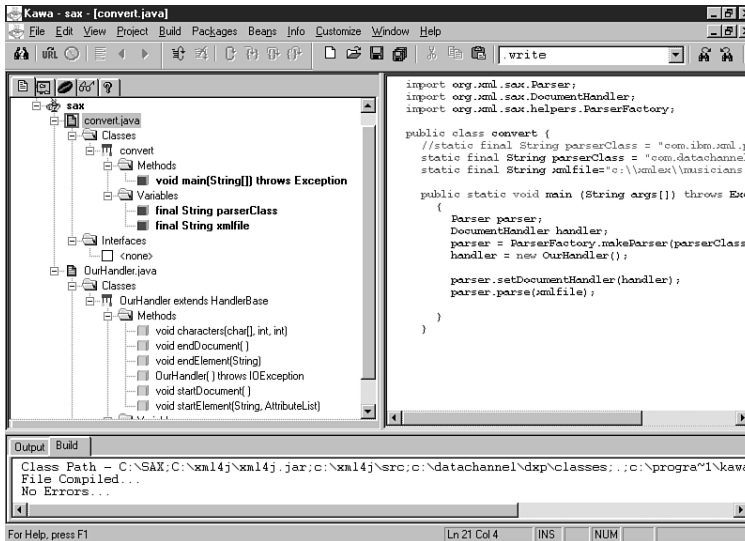 Kawa - sax - [convert.java]
File Edit View Project Build Packages Beans Info Customize Window Help
URL .write
sax
convert.java
Classes
convert
Methods
void main(String[]) throws Exception
Variables
final String parserClass
final String xmlfile
Interfaces
<none>
OurHandler.java
Classes
OurHandler extends HandlerBase
Methods
void characters(char[], int, int)
void endDocument( )
void endElement(String)
OurHandler( ) throws IOException
void startDocument( )
void startElement(String, AttributeList)
import org.xml.sax.Parser;
import org.xml.sax.DocumentHandler;
import org.xml.sax.helpers.ParserFactory;
public class convert {
//static final String parserClass = "com.ibm.xml.p
static final String parserClass = "com.datachannel
static final String xmlfile="c:\\xmlex\\musicians
public static void main (String args[]) throws Exc
{
Parser parser;
DocumentHandler handler;
parser = ParserFactory.makeParser(parserClass
handler = new OurHandler();
parser.setDocumentHandler(handler);
parser.parse(xmlfile);
}
}
Output Build
Class Path - C:\SAX;C:\xml4j\xml4j.jar;c:\xml4j\src;c:\datachannel\dxp\classes;.;c:\progra~1\kawa
File Compiled...
No Errors...
For Help, press F1 Ln 21 Col 4 INS NUM